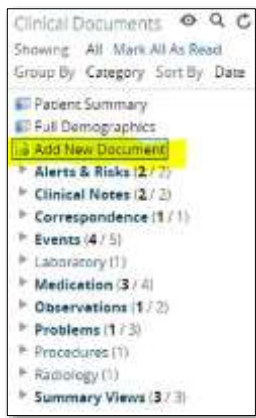 Clinical Documents
Showing All Mark All As Read
Group By Category Sort By Date
Patient Summary
Full Demographics
Add New Document
Alerts & Risks (2 / 2)
Clinical Notes (2 / 2)
Correspondence (1 / 1)
Events (4 / 5)
Laboratory (1)
Medication (3 / 4)
Observations (1 / 2)
Problems (1 / 3)
Procedures (1)
Radiology (1)
Summary Views (3 / 3)